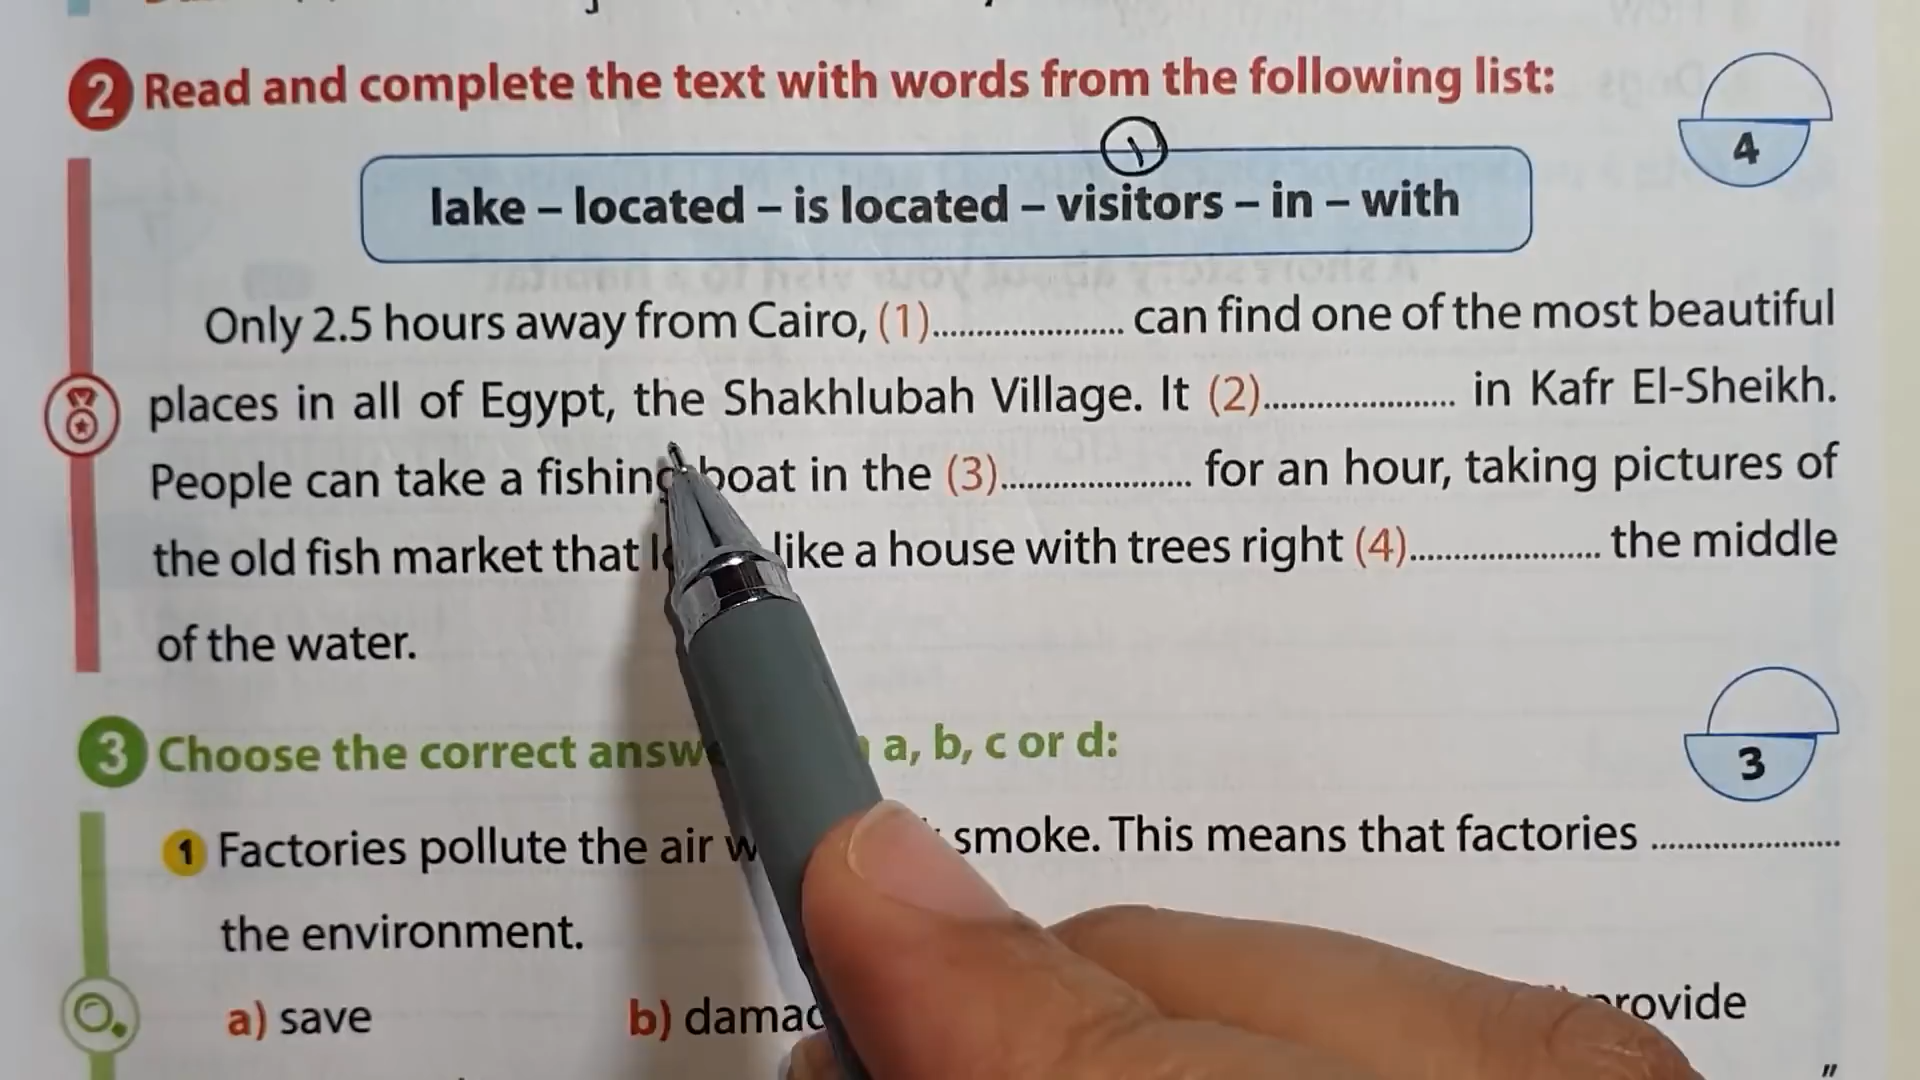 2 Read and complete the text with words from the following list:
4
١
lake – located – is located – visitors – in – with
Only 2.5 hours away from Cairo, (1)..................... can find one of the most beautiful
places in all of Egypt, the Shakhlubah Village. It (2)..................... in Kafr El-Sheikh.
People can take a fishing boat in the (3)..................... for an hour, taking pictures of
the old fish market that like a house with trees right (4)..................... the middle
of the water.
3 Choose the correct a, b, c or d:
3
1 Factories pollute the air smoke. This means that factories .....................
the environment.
a) save b) provide